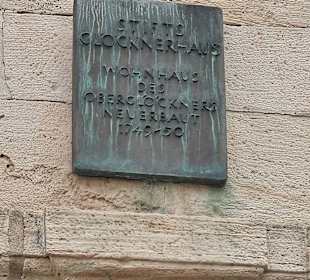 STIFTS
GLOCKNERHAUS
WOHNHAUS
DES
OBERGLOCKNERS
NEUERBAUT
1749-50